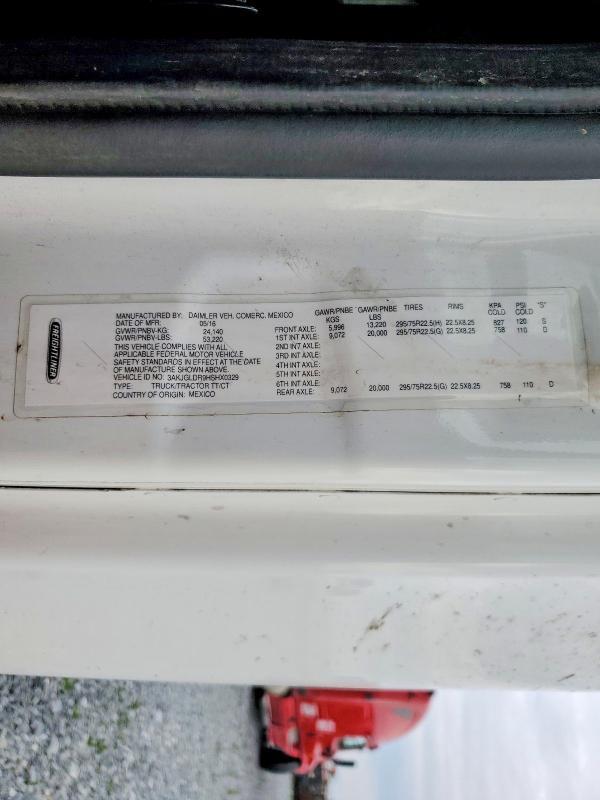 FREIGHTLINER
MANUFACTURED BY: DAIMLER VEH. COMERC. MEXICO
DATE OF MFR: 05/16
GVWR/PNBV-KG: 24,140
GVWR/PNBV-LBS: 53,220
THIS VEHICLE COMPLIES WITH ALL
APPLICABLE FEDERAL MOTOR VEHICLE
SAFETY STANDARDS IN EFFECT AT DATE
OF MANUFACTURE SHOWN ABOVE.
VEHICLE ID NO.: 3AKJGLDR9HSHX0329
TYPE: TRUCK/TRACTOR TT/CT
COUNTRY OF ORIGIN: MEXICO
GAWR/PNBE GAWR/PNBE TIRES RIMS KPA PSI "S"
KGS LBS COLD COLD
FRONT AXLE: 5,996 13,220 295/75R22.5(H) 22.5X8.25 827 120 S
1ST INT AXLE: 9,072 20,000 295/75R22.5(G) 22.5X8.25 758 110 D
2ND INT AXLE:
3RD INT AXLE:
4TH INT AXLE:
5TH INT AXLE:
6TH INT AXLE:
REAR AXLE: 9,072 20,000 295/75R22.5(G) 22.5X8.25 758 110 D